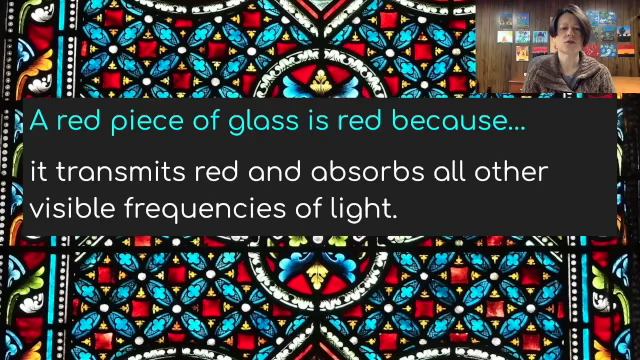 A red piece of glass is red because...
it transmits red and absorbs all other
visible frequencies of light.